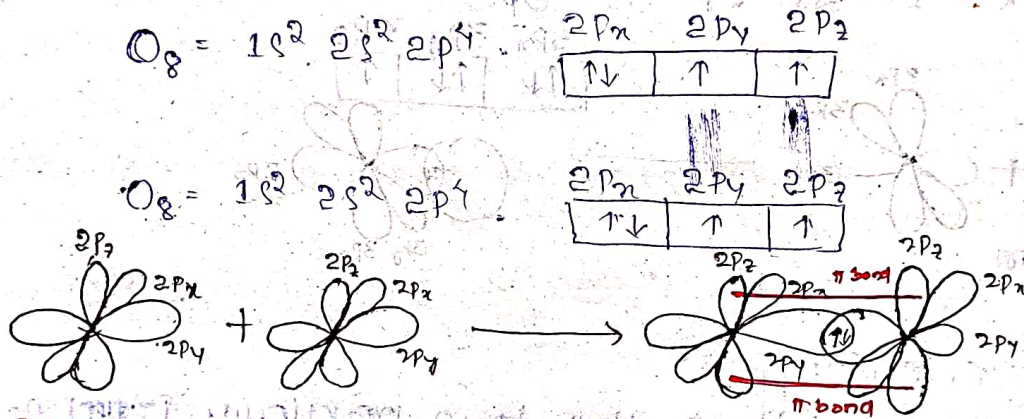 2Px 2Py 2Pz
O8 = 1s² 2s² 2p⁴. ↑↓ ↑ ↑
2Px 2Py 2Pz
O8 = 1s² 2s² 2p⁴. ↑↓ ↑ ↑
2Pz 2Px 2Py + 2Pz 2Px 2Py → 2Pz 2Px π bond 2Pz 2Px
↑↓ 2Py 2Py
π bond